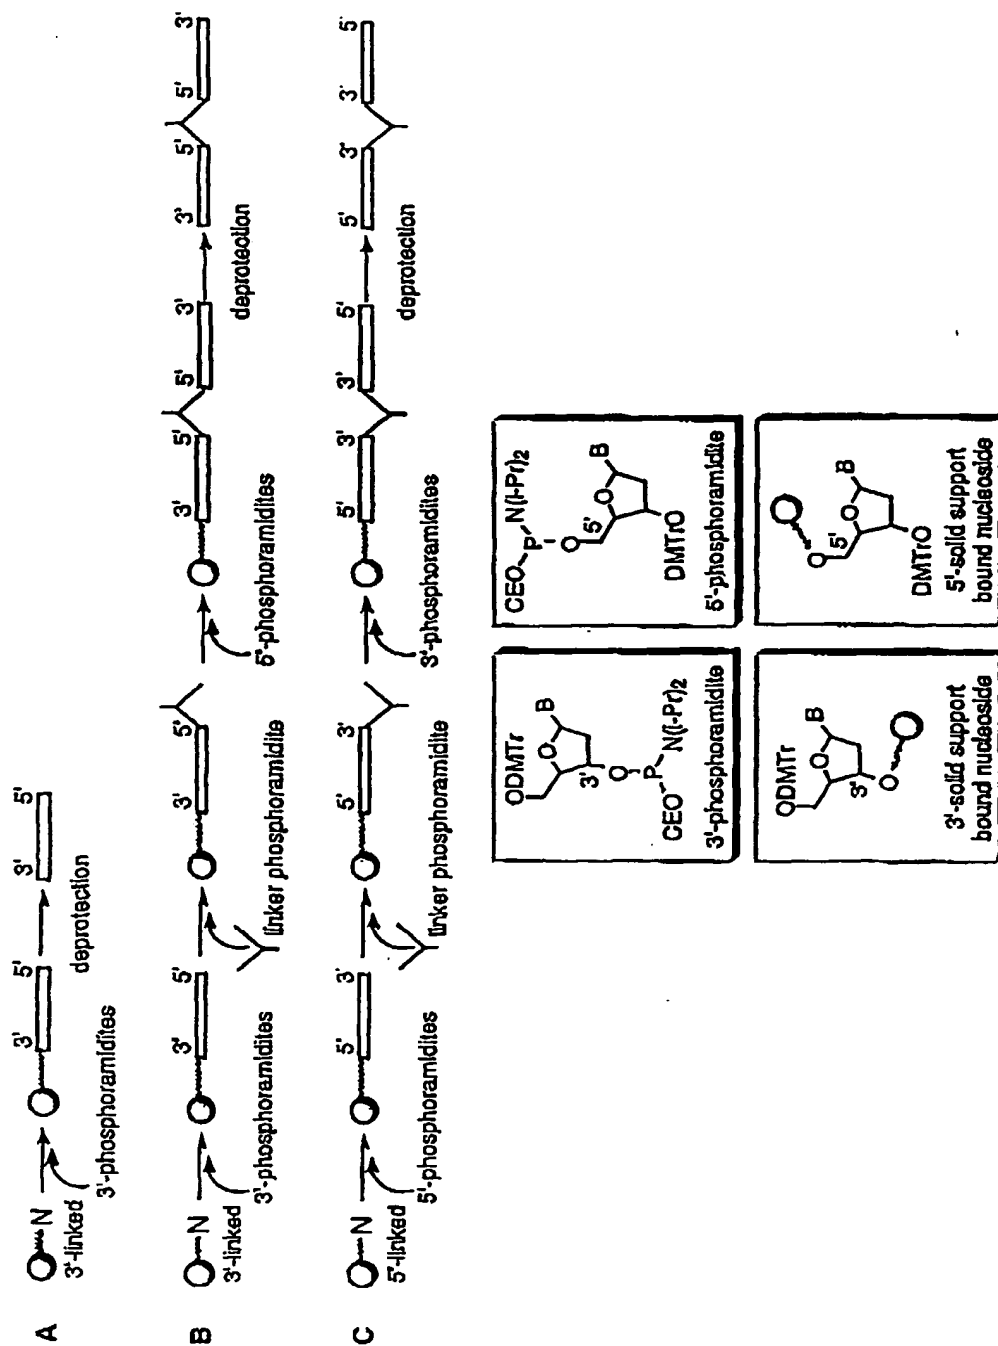 A N 3' 5' 3' 5'
3'-linked 3'-phosphoramidites deprotection
B N 3' 5' 3' 5' 3' 5' 5' 3' 3' 5' 5' 3'
3'-linked 3'-phosphoramidites linker phosphoramidite 5'-phosphoramidites deprotection
C N 5' 3' 5' 3' 5' 3' 3' 5' 5' 3' 3' 5'
5'-linked 5'-phosphoramidites linker phosphoramidite 3'-phosphoramidites deprotection
ODMTr
O B
3'
O
CEO P N(i-Pr)2
3'-phosphoramidite
CEO P N(i-Pr)2
O
5' O B
DMTrO
5'-phosphoramidite
ODMTr
O B
3'
O
3'-solid support
bound nucleoside
O 5'
O B
DMTrO
5'-solid support
bound nucleoside